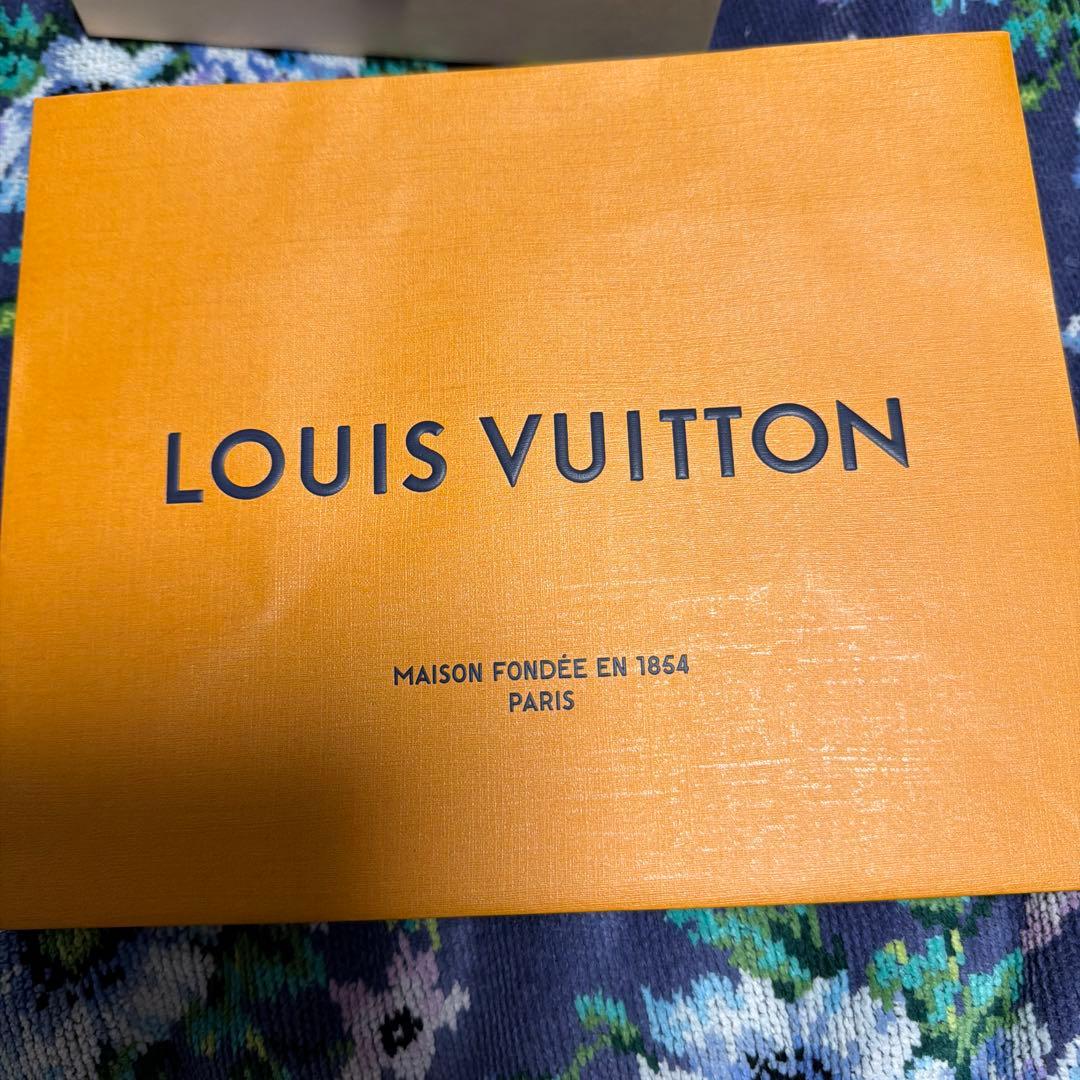 LOUIS VUITTON
MAISON FONDÉE EN 1854
PARIS